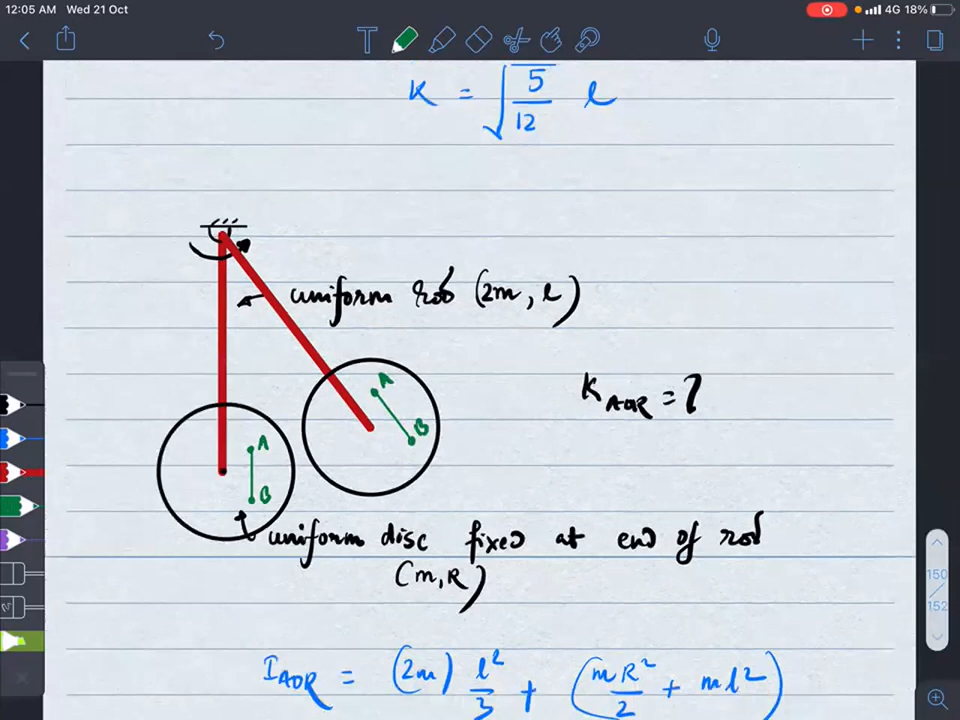 12:05 AM Wed 21 Oct
4G 18%
T
K = √(5/12) l
uniform rod (2m, l)
A
B
K_AOR = ?
A
B
uniform disc fixed at end of rod
(m, R)
150
/
152
I_AOR = (2m) l²/3 + (mR²/2 + ml²)